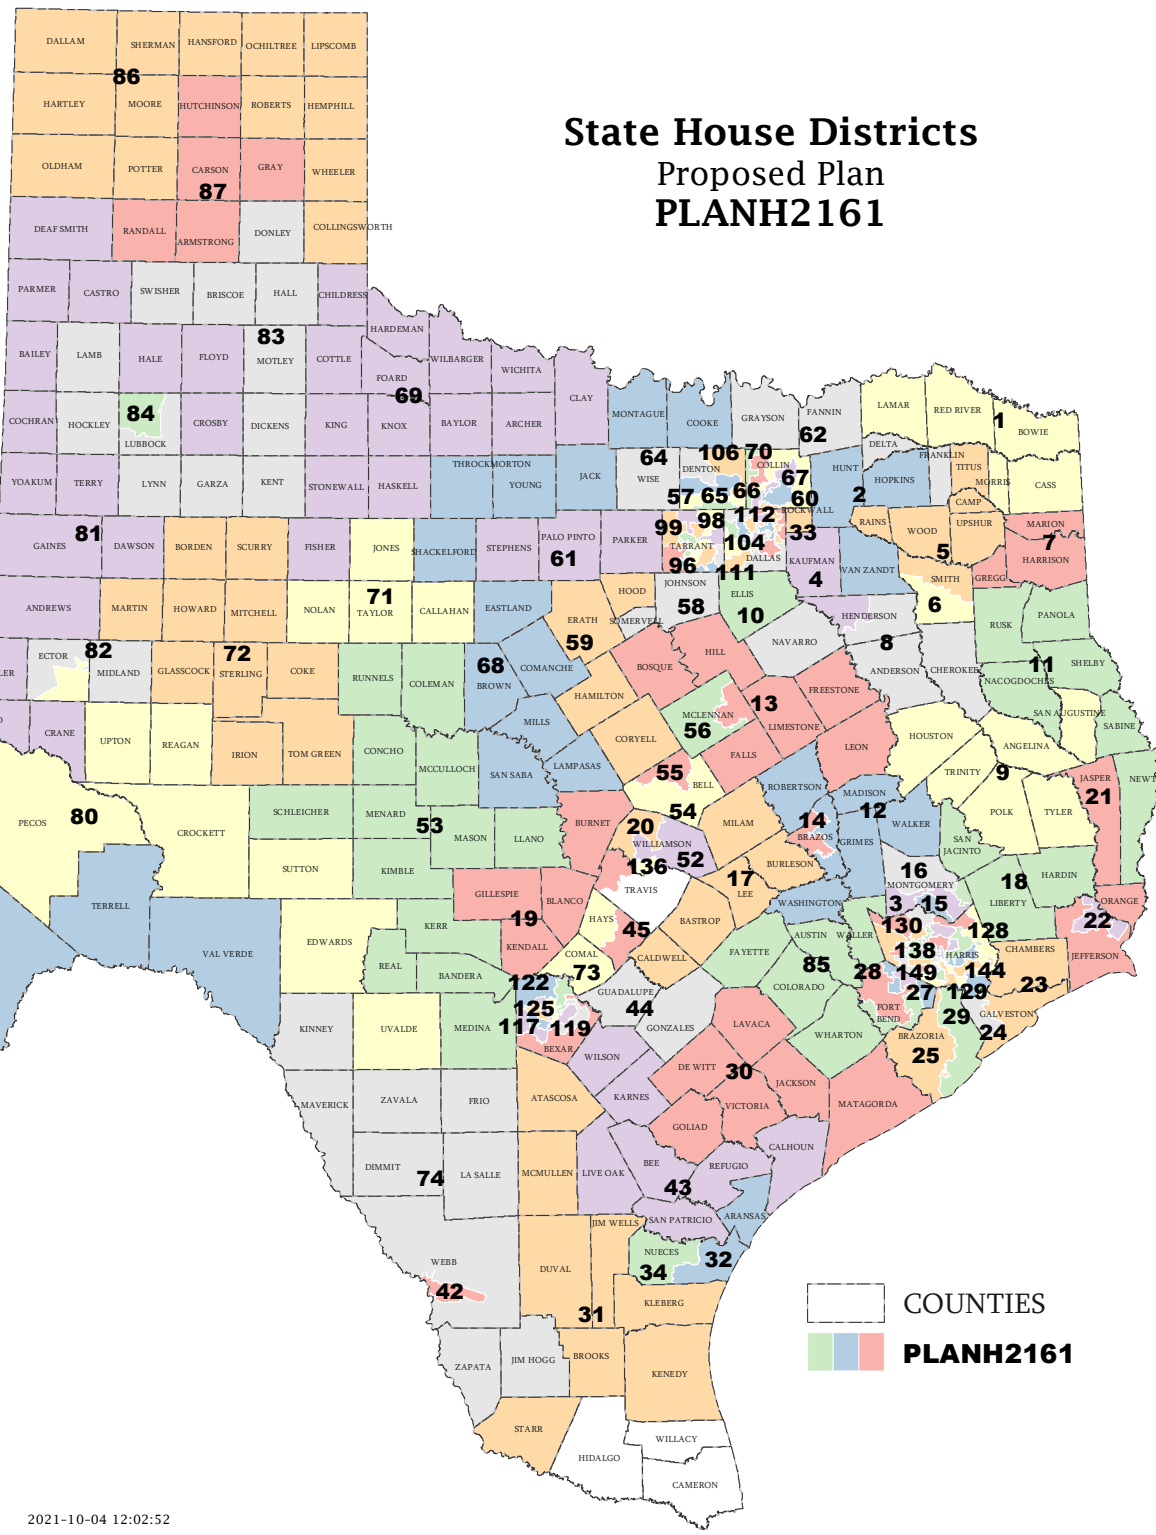 State House Districts
Proposed Plan
PLANH2161
DALLAM
SHERMAN
HANSFORD
OCHILTREE
LIPSCOMB
86
HARTLEY
MOORE
HUTCHINSON
ROBERTS
HEMPHILL
OLDHAM
POTTER
CARSON
GRAY
WHEELER
87
DEAF SMITH
RANDALL
ARMSTRONG
DONLEY
COLLINGSWORTH
PARMER
CASTRO
SWISHER
BRISCOE
HALL
CHILDRESS
HARDEMAN
83
BAILEY
LAMB
HALE
FLOYD
MOTLEY
COTTLE
FOARD
WILBARGER
WICHITA
69
CLAY
84
COCHRAN
HOCKLEY
LUBBOCK
CROSBY
DICKENS
KING
KNOX
BAYLOR
ARCHER
MONTAGUE
COOKE
GRAYSON
FANNIN
62
LAMAR
RED RIVER
1
BOWIE
DELTA
FRANKLIN
YOAKUM
TERRY
LYNN
GARZA
KENT
STONEWALL
HASKELL
THROCKMORTON
YOUNG
JACK
64
WISE
106
70
DENTON
COLLIN
67
57
65
66
60
HUNT
2
HOPKINS
TITUS
MORRIS
CASS
CAMP
ROCKWALL
81
GAINES
DAWSON
BORDEN
SCURRY
FISHER
JONES
SHACKELFORD
STEPHENS
PALO PINTO
61
PARKER
99
98
112
33
TARRANT
104
DALLAS
96
111
KAUFMAN
4
RAINS
WOOD
UPSHUR
5
MARION
7
HARRISON
VAN ZANDT
SMITH
GREGG
6
ANDREWS
MARTIN
HOWARD
MITCHELL
NOLAN
71
TAYLOR
CALLAHAN
EASTLAND
ERATH
HOOD
SOMERVELL
JOHNSON
58
ELLIS
10
HENDERSON
8
NAVARRO
RUSK
PANOLA
59
LER
ECTOR
82
MIDLAND
GLASSCOCK
72
STERLING
COKE
RUNNELS
COLEMAN
68
BROWN
COMANCHE
HAMILTON
BOSQUE
HILL
FREESTONE
ANDERSON
CHEROKEE
11
NACOGDOCHES
SHELBY
SAN AUGUSTINE
SABINE
CRANE
UPTON
REAGAN
IRION
TOM GREEN
CONCHO
MCCULLOCH
MILLS
SAN SABA
LAMPASAS
CORYELL
MCLENNAN
56
13
LIMESTONE
FALLS
LEON
HOUSTON
ANGELINA
TRINITY
9
POLK
TYLER
JASPER
21
NEWT
55
BELL
54
ROBERTSON
MADISON
12
WALKER
PECOS
80
CROCKETT
SCHLEICHER
MENARD
53
MASON
LLANO
BURNET
20
WILLIAMSON
52
MILAM
14
BRAZOS
GRIMES
SAN
JACINTO
SUTTON
KIMBLE
136
TRAVIS
17
LEE
BURLESON
16
MONTGOMERY
18
HARDIN
LIBERTY
TERRELL
VAL VERDE
EDWARDS
KERR
GILLESPIE
19
KENDALL
BLANCO
HAYS
45
BASTROP
WASHINGTON
3
15
ORANGE
22
130
128
AUSTIN
WALLER
138
HARRIS
CHAMBERS
JEFFERSON
REAL
BANDERA
COMAL
73
CALDWELL
FAYETTE
85
28
149
144
23
COLORADO
27
129
122
GUADALUPE
44
125
117
119
BEXAR
GONZALES
FORT
BEND
29
GALVESTON
24
KINNEY
UVALDE
MEDINA
LAVACA
WHARTON
BRAZORIA
25
WILSON
DE WITT
30
JACKSON
MAVERICK
ZAVALA
FRIO
ATASCOSA
KARNES
VICTORIA
MATAGORDA
GOLIAD
CALHOUN
DIMMIT
74
LA SALLE
MCMULLEN
LIVE OAK
BEE
REFUGIO
43
SAN PATRICIO
ARANSAS
JIM WELLS
WEBB
42
DUVAL
NUECES
34
32
31
KLEBERG
COUNTIES
PLANH2161
ZAPATA
JIM HOGG
BROOKS
KENEDY
STARR
HIDALGO
WILLACY
CAMERON
2021-10-04 12:02:52